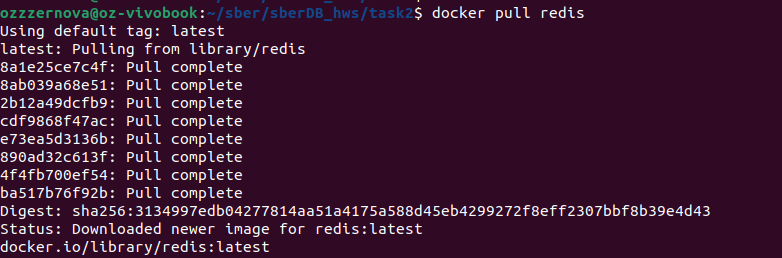 ozzzernova@oz-vivobook:~/sber/sberDB_hws/task2$ docker pull redis
Using default tag: latest
latest: Pulling from library/redis
8a1e25ce7c4f: Pull complete
8ab039a68e51: Pull complete
2b12a49dcfb9: Pull complete
cdf9868f47ac: Pull complete
e73ea5d3136b: Pull complete
890ad32c613f: Pull complete
4f4fb700ef54: Pull complete
ba517b76f92b: Pull complete
Digest: sha256:3134997edb04277814aa51a4175a588d45eb4299272f8eff2307bbf8b39e4d43
Status: Downloaded newer image for redis:latest
docker.io/library/redis:latest